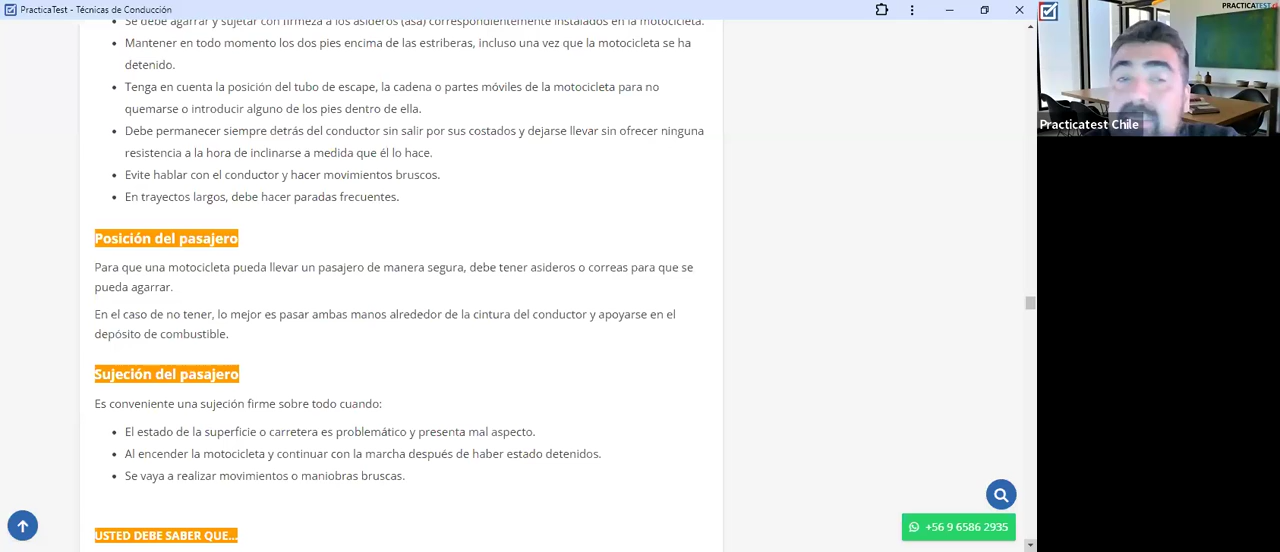 PracticaTest - Técnicas de Conducción
PRACTICATEST
Se debe agarrar y sujetar con firmeza a los asideros (asa) correspondientemente instalados en la motocicleta.
Mantener en todo momento los dos pies encima de las estriberas, incluso una vez que la motocicleta se ha
detenido.
Tenga en cuenta la posición del tubo de escape, la cadena o partes móviles de la motocicleta para no
quemarse o introducir alguno de los pies dentro de ella.
Debe permanecer siempre detrás del conductor sin salir por sus costados y dejarse llevar sin ofrecer ninguna
resistencia a la hora de inclinarse a medida que él lo hace.
Evite hablar con el conductor y hacer movimientos bruscos.
En trayectos largos, debe hacer paradas frecuentes.
Practicatest Chile
Posición del pasajero
Para que una motocicleta pueda llevar un pasajero de manera segura, debe tener asideros o correas para que se
pueda agarrar.
En el caso de no tener, lo mejor es pasar ambas manos alrededor de la cintura del conductor y apoyarse en el
depósito de combustible.
Sujeción del pasajero
Es conveniente una sujeción firme sobre todo cuando:
El estado de la superficie o carretera es problemático y presenta mal aspecto.
Al encender la motocicleta y continuar con la marcha después de haber estado detenidos.
Se vaya a realizar movimientos o maniobras bruscas.
+56 9 6586 2935
USTED DEBE SABER QUE...